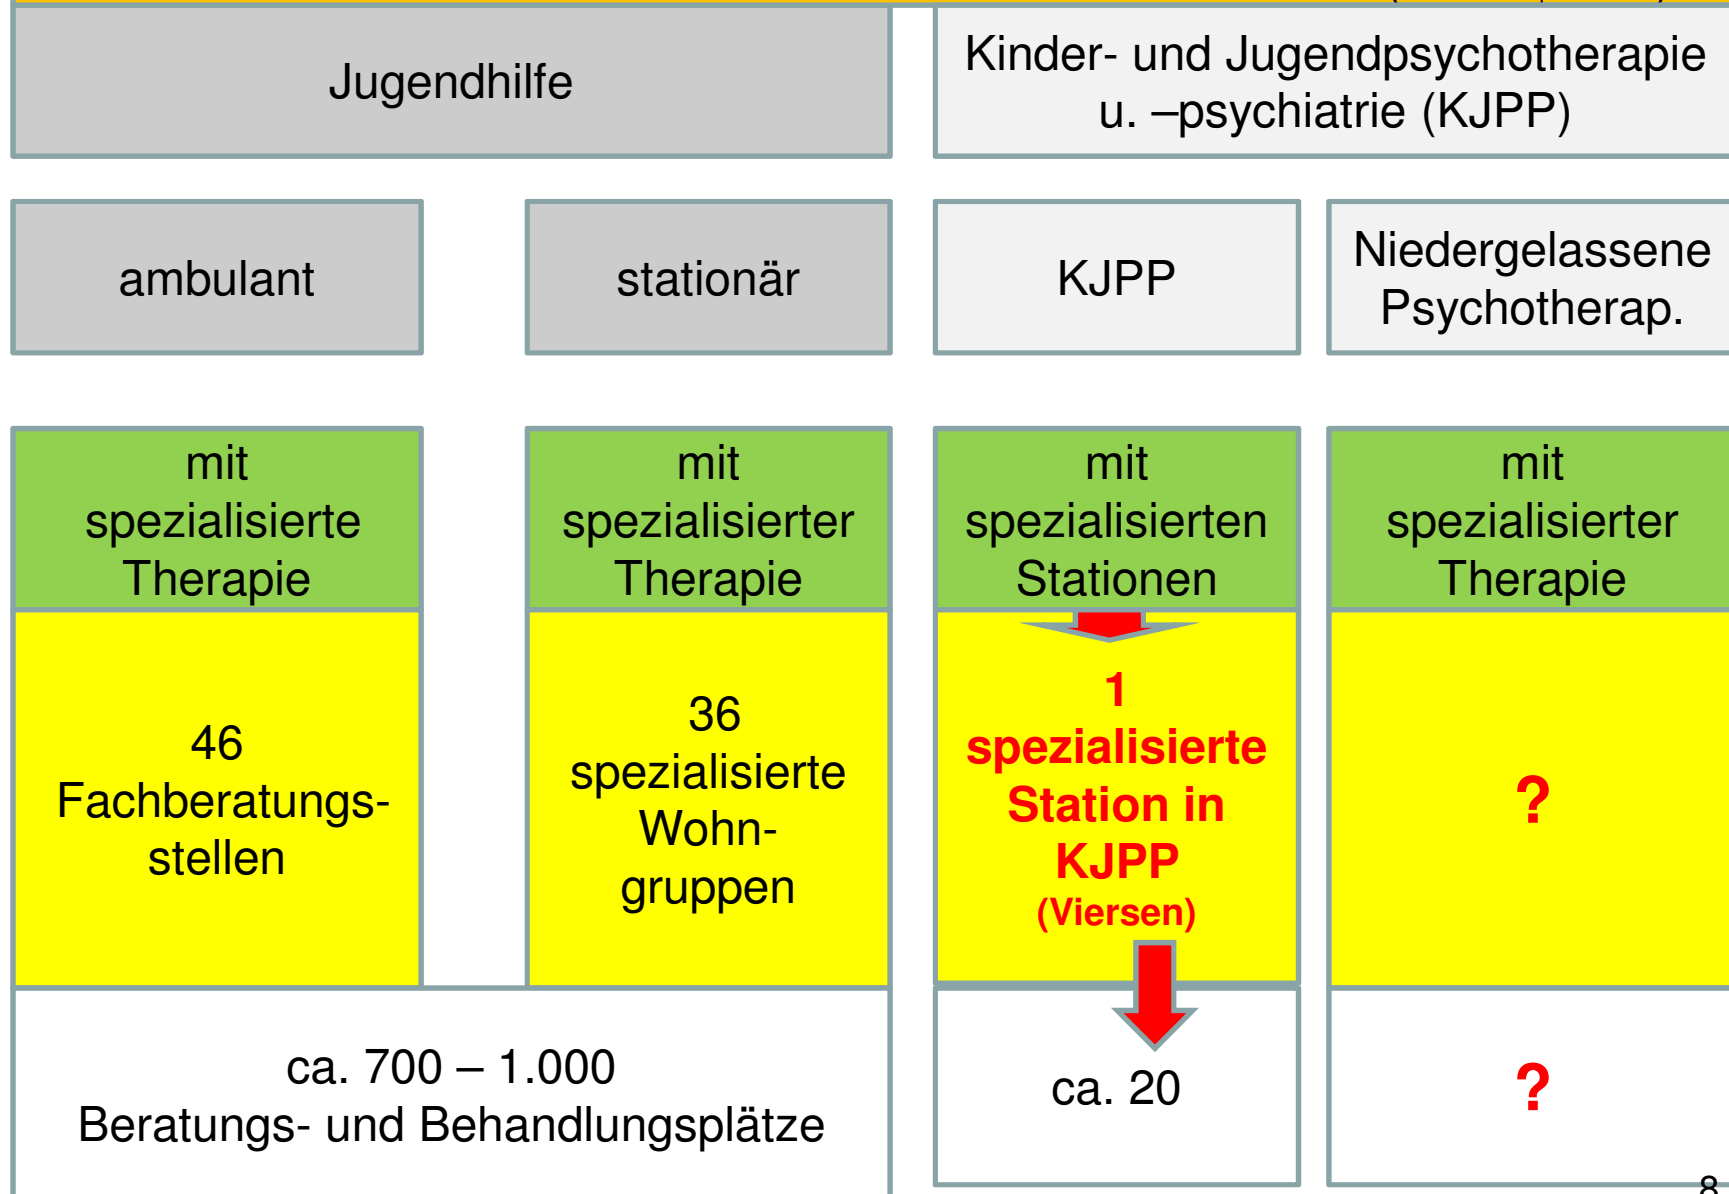 Jugendhilfe
Kinder- und Jugendpsychotherapie
u. –psychiatrie (KJPP)
ambulant
stationär
KJPP
Niedergelassene
Psychotherap.
mit
spezialisierte
Therapie
mit
spezialisierter
Therapie
mit
spezialisierten
Stationen
mit
spezialisierter
Therapie
46
Fachberatungs-
stellen
36
spezialisierte
Wohn-
gruppen
1
spezialisierte
Station in
KJPP
(Viersen)
?
ca. 700 – 1.000
Beratungs- und Behandlungsplätze
ca. 20
?
8